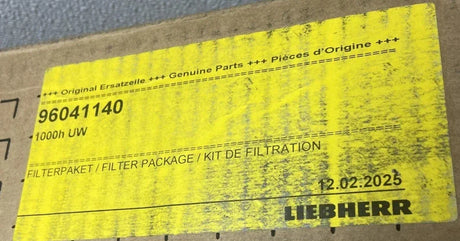 +++ Original Ersatzteile +++ Genuine Parts +++ Pièces d'Origine +++
96041140
1000h UW
FILTERPAKET / FILTER PACKAGE / KIT DE FILTRATION
12.02.2025
LIEBHERR